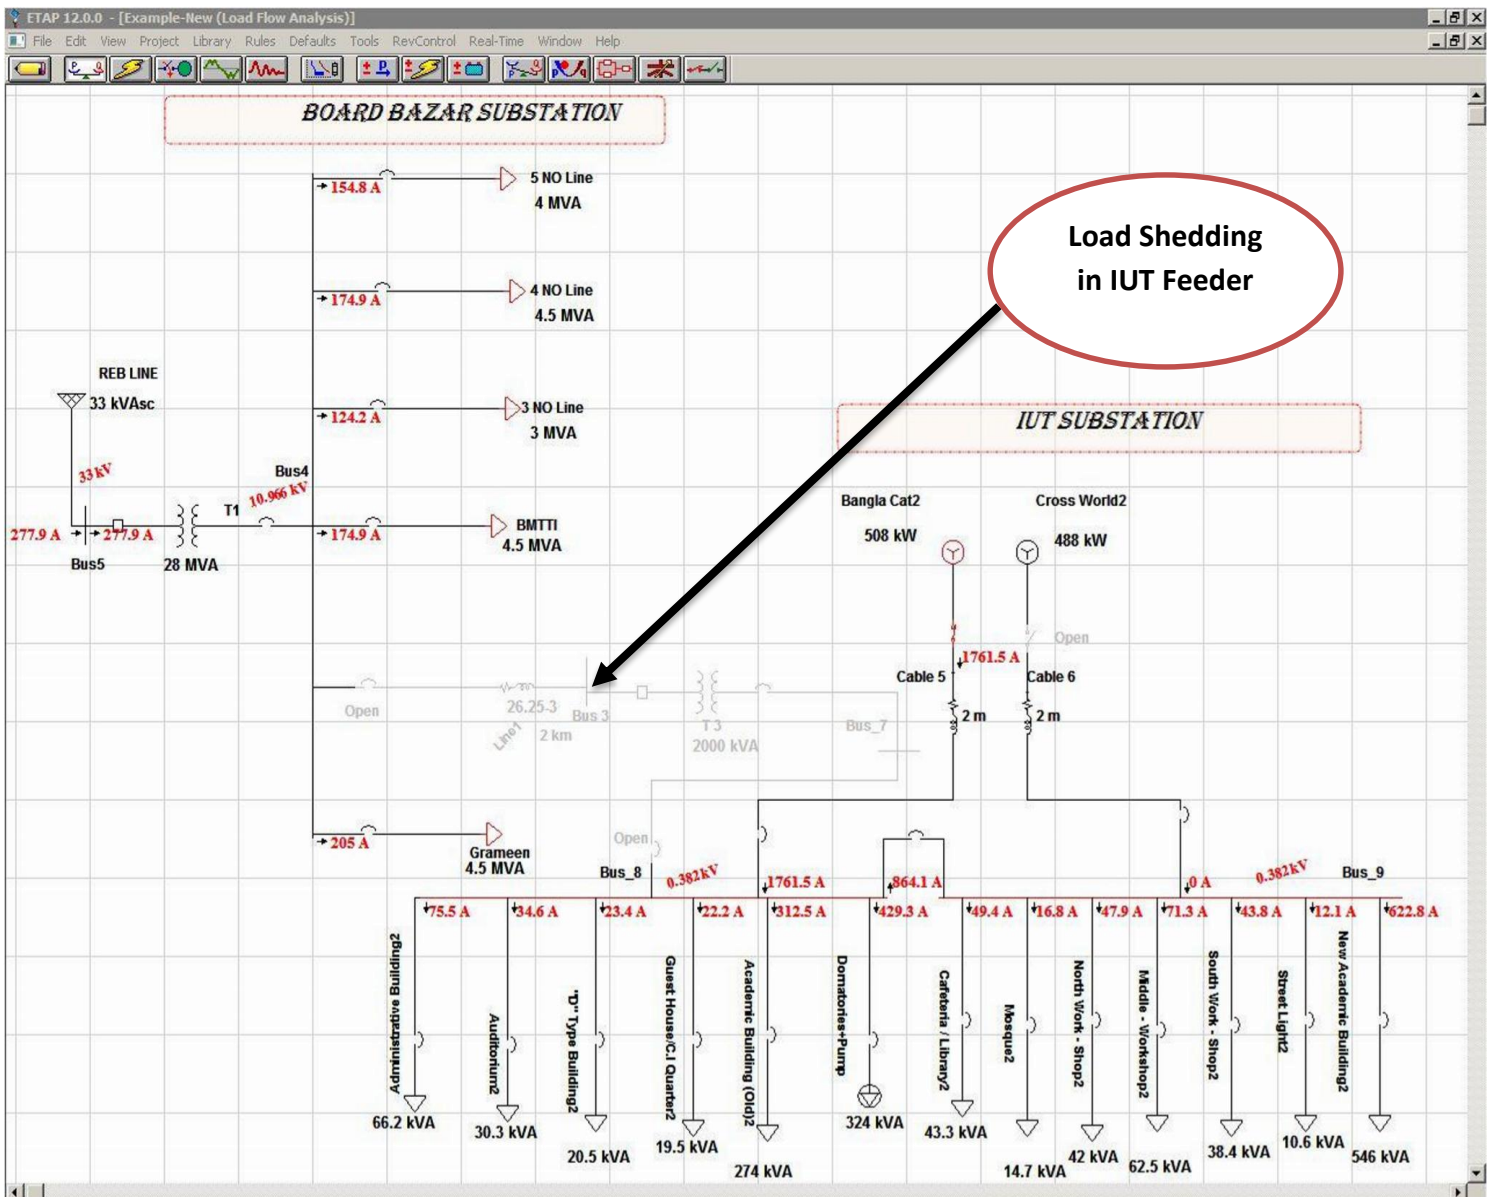 ETAP 12.0.0 - [Example-New (Load Flow Analysis)]
File Edit View Project Library Rules Defaults Tools RevControl Real-Time Window Help
BOARD BAZAR SUBSTATION
154.8 A
5 NO Line
4 MVA
Load Shedding
in IUT Feeder
174.9 A
4 NO Line
4.5 MVA
REB LINE
33 kVAsc
124.2 A
3 NO Line
3 MVA
IUT SUBSTATION
33 kV
Bus4
10.966 kV
T1
277.9 A
277.9 A
Bus5
28 MVA
174.9 A
BMTTI
4.5 MVA
Bangla Cat2
508 kW
Cross World2
488 kW
Open
1761.5 A
Cable 5
Cable 6
2 m
2 m
Open
26.25-3
Line1
2 km
Bus 3
T3
2000 kVA
Bus_7
205 A
Grameen
4.5 MVA
Open
Bus_8
0.382kV
1761.5 A
864.1 A
0 A
0.382kV
Bus_9
75.5 A
34.6 A
23.4 A
22.2 A
312.5 A
429.3 A
49.4 A
16.8 A
47.9 A
71.3 A
43.8 A
12.1 A
622.8 A
Administrative Building2
Auditorium2
"D" Type Building2
Guest House/C.I Quarter2
Academic Building (Old)2
Dormatories+Pump
Cafeteria / Library2
Mosque2
North Work - Shop2
Middle - Workshop2
South Work - Shop2
Street Light2
New Academic Building2
66.2 kVA
30.3 kVA
20.5 kVA
19.5 kVA
274 kVA
324 kVA
43.3 kVA
14.7 kVA
42 kVA
62.5 kVA
38.4 kVA
10.6 kVA
546 kVA